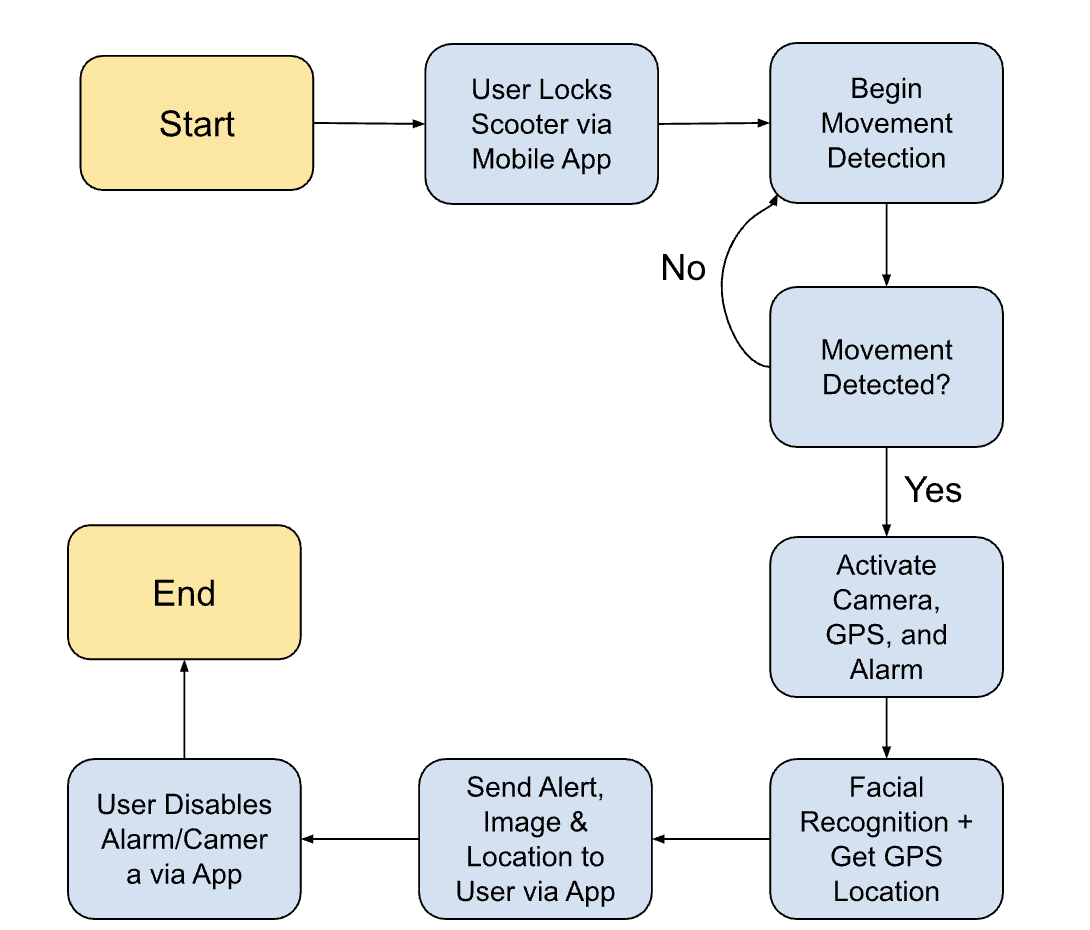 Start
User Locks
Scooter via
Mobile App
Begin
Movement
Detection
No
Movement
Detected?
Yes
Activate
Camera,
GPS, and
Alarm
Facial
Recognition +
Get GPS
Location
Send Alert,
Image &
Location to
User via App
User Disables
Alarm/Camer
a via App
End